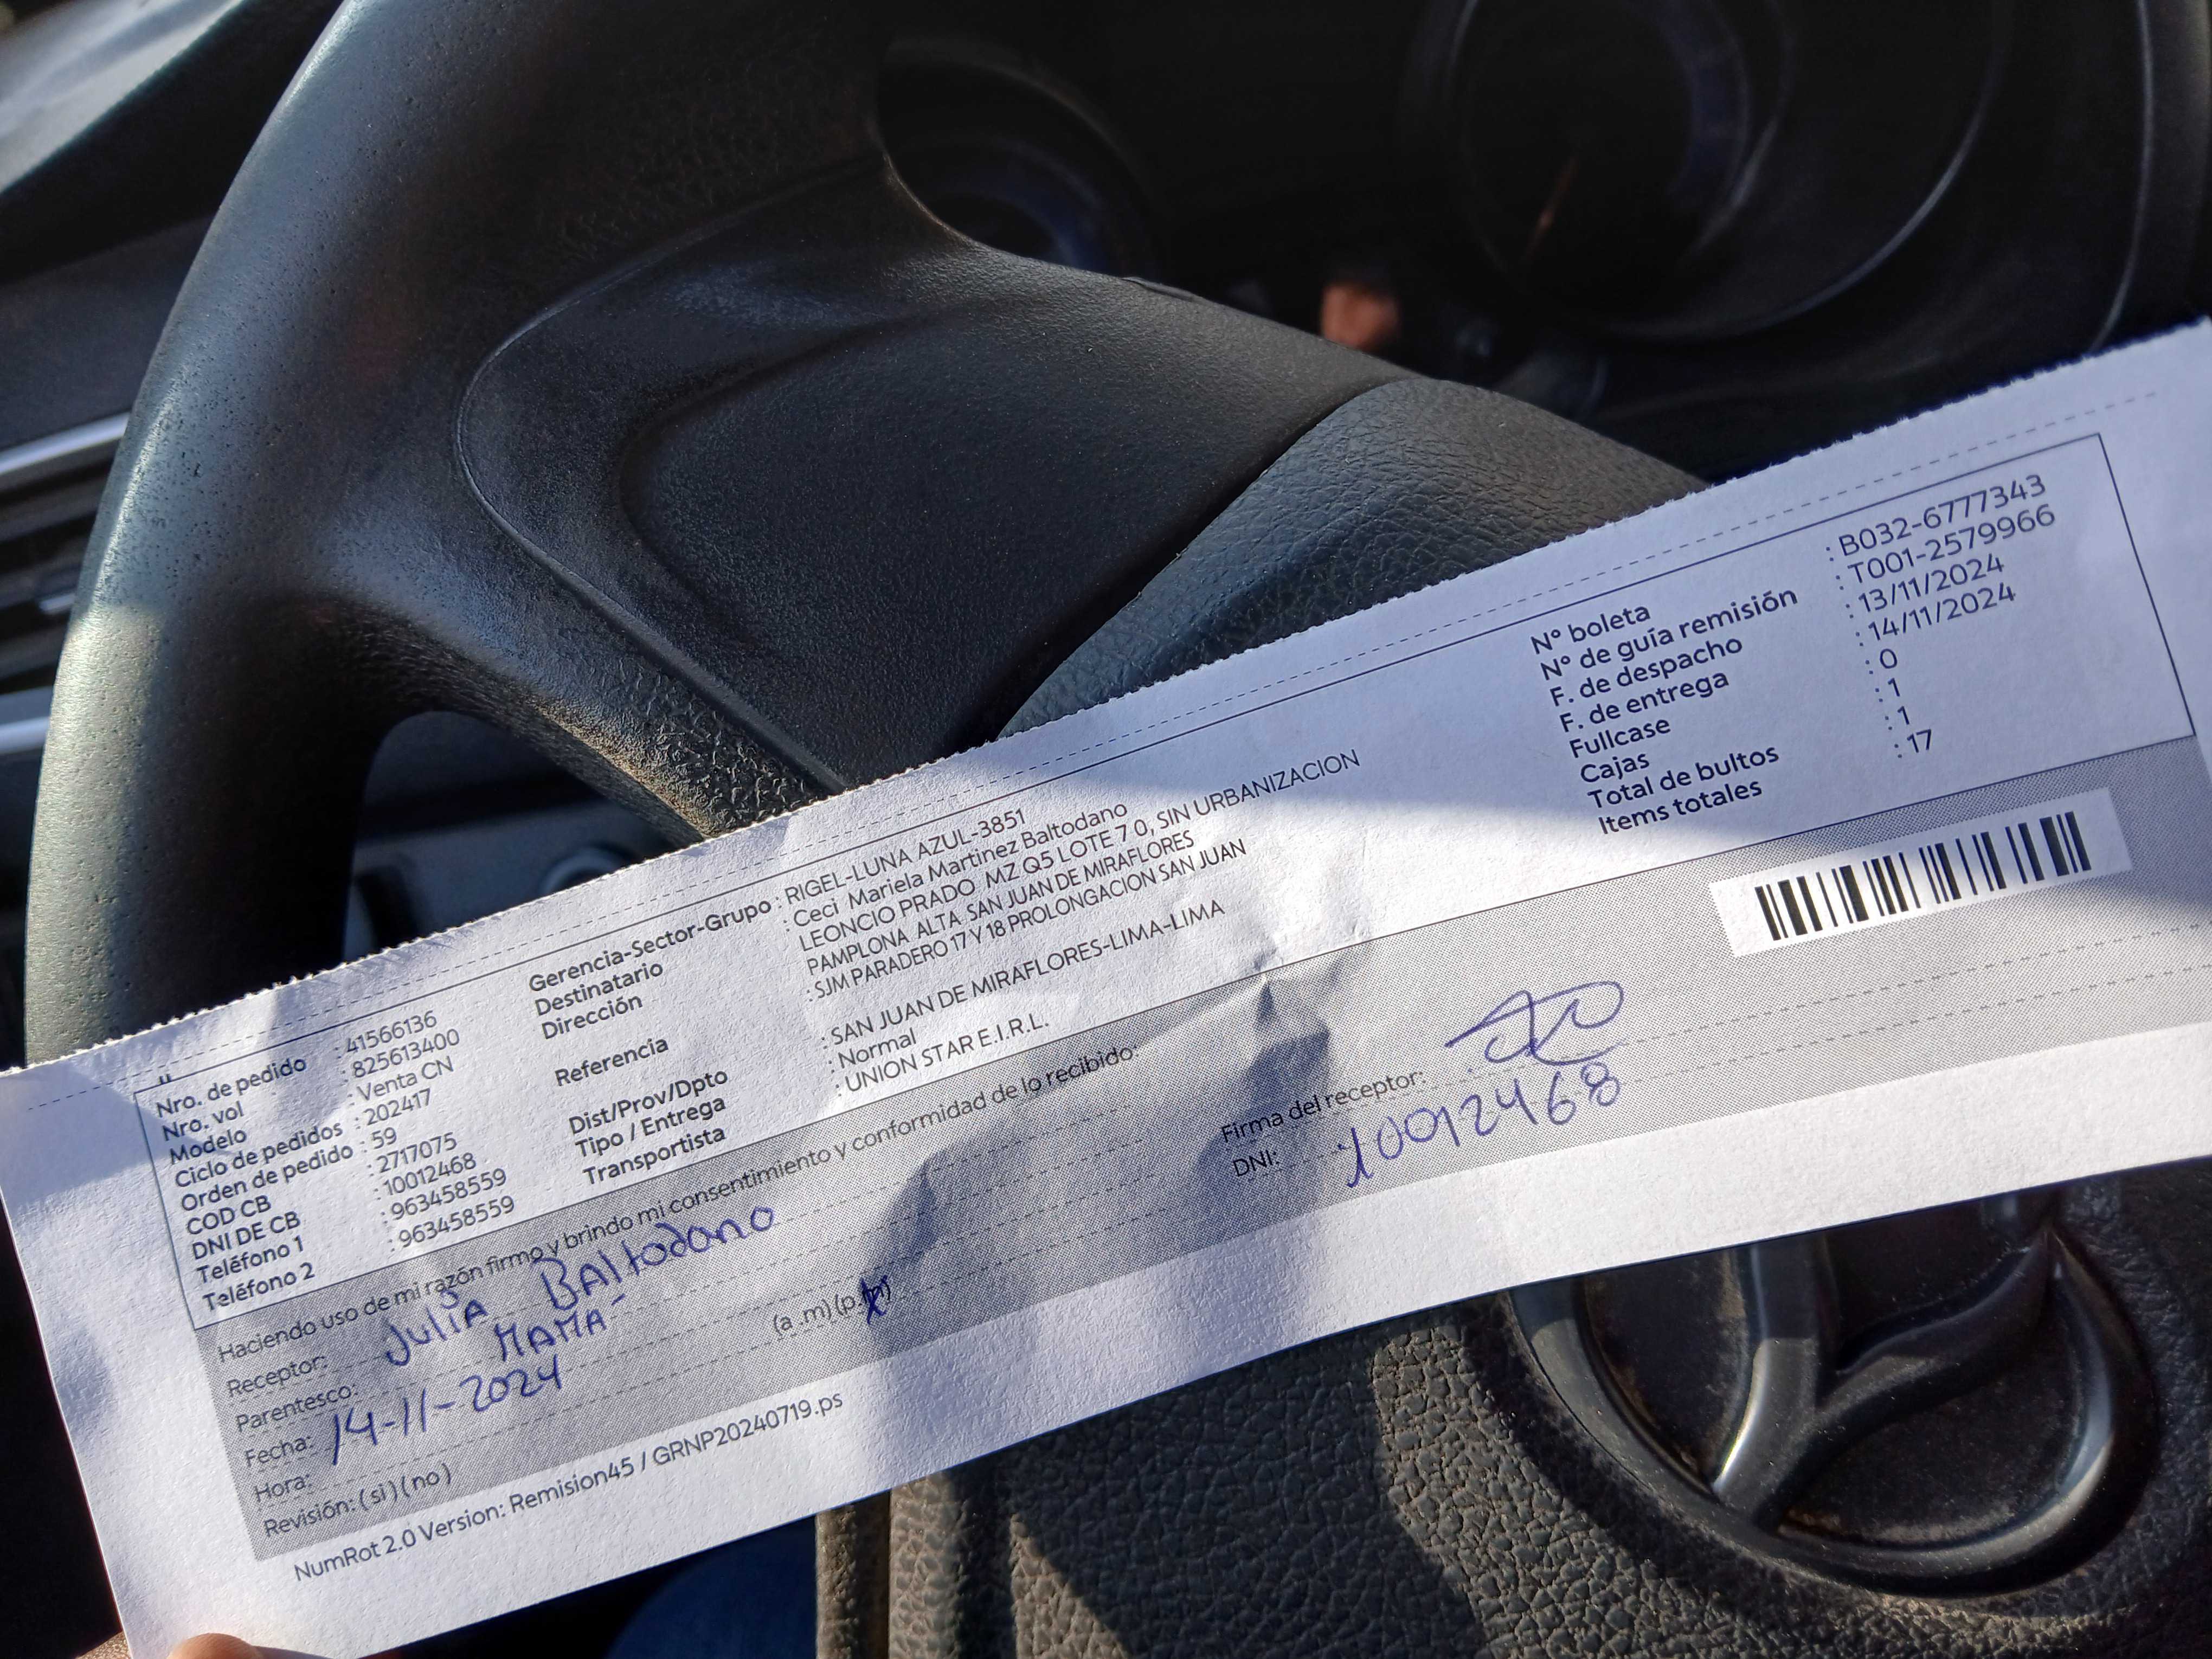 Nro. de pedido : 41566136
Nro. vol : 825613400
Modelo : Venta CN
Ciclo de pedidos : 202417
Orden de pedido : 59
COD CB : 2717075
DNI DE CB : 10012468
Teléfono 1 : 963458559
Teléfono 2 : 963458559
Gerencia-Sector-Grupo : RIGEL-LUNA AZUL-3851
Destinatario : Ceci Mariela Martinez Baltodano
Dirección : LEONCIO PRADO MZ Q5 LOTE 7 0, SIN URBANIZACION
PAMPLONA ALTA SAN JUAN DE MIRAFLORES
Referencia : SJM PARADERO 17 Y 18 PROLONGACION SAN JUAN
Dist/Prov/Dpto : SAN JUAN DE MIRAFLORES-LIMA-LIMA
Tipo / Entrega : Normal
Transportista : UNION STAR E.I.R.L.
N° boleta : B032-6777343
N° de guía remisión : T001-2579966
F. de despacho : 13/11/2024
F. de entrega : 14/11/2024
Fullcase : 0
Cajas : 1
Total de bultos : 1
Items totales : 17
Haciendo uso de mi razón firmo y brindo mi consentimiento y conformidad de lo recibido:
Receptor: Julia Baltodano
Parentesco: MAMA
Fecha: 14-11-2024
Hora: (a .m) (p.m)
Revisión: (si) (no)
Firma del receptor:
DNI: 10012468
NumRot 2.0 Version: Remision45 / GRNP20240719.ps